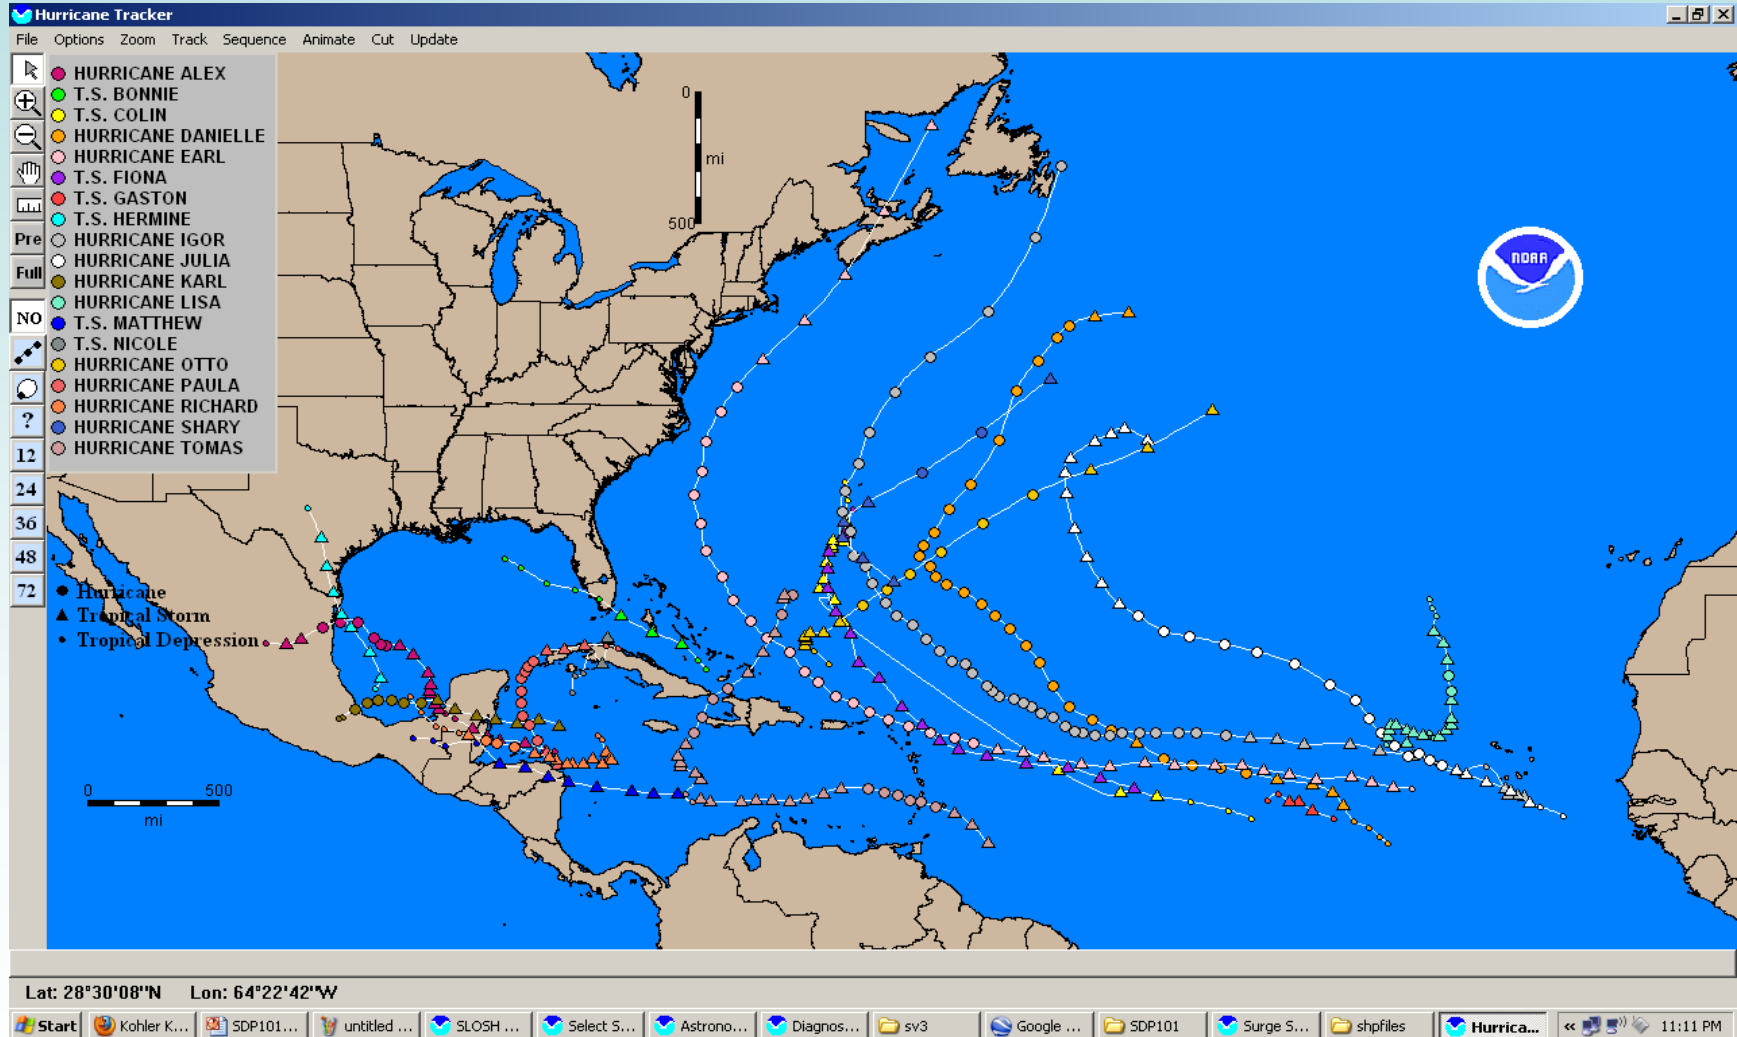 Hurricane Tracker
File Options Zoom Track Sequence Animate Cut Update
HURRICANE ALEX
T.S. BONNIE
T.S. COLIN
HURRICANE DANIELLE
HURRICANE EARL
T.S. FIONA
T.S. GASTON
T.S. HERMINE
HURRICANE IGOR
HURRICANE JULIA
HURRICANE KARL
HURRICANE LISA
T.S. MATTHEW
T.S. NICOLE
HURRICANE OTTO
HURRICANE PAULA
HURRICANE RICHARD
HURRICANE SHARY
HURRICANE TOMAS
Pre
Full
NO
?
12
24
36
48
72
0
mi
500
NOAA
Hurricane
Tropical Storm
Tropical Depression
0 500
mi
Lat: 28°30'08"N Lon: 64°22'42"W
Start Kohler K... SDP101... untitled ... SLOSH ... Select S... Astrono... Diagnos... sv3 Google ... SDP101 Surge S... shpfiles Hurrica... « 11:11 PM